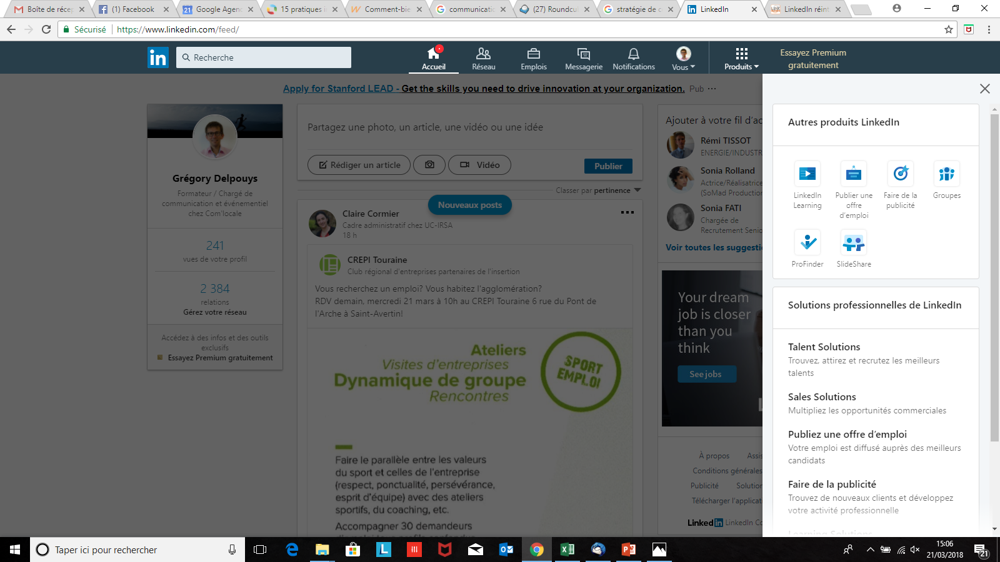 Boîte de récep
(1) Facebook
Google Agend
15 pratiques i
Comment-bie
communicatio
(27) Roundcu
stratégie de c
LinkedIn
LinkedIn réint
Sécurisé
https://www.linkedin.com/feed/
in
Recherche
Accueil
Réseau
Emplois
Messagerie
Notifications
Vous
Produits
Essayez Premium
gratuitement
Apply for Stanford LEAD - Get the skills you need to drive innovation at your organization. Pub ···
Grégory Delpouys
Formateur / Chargé de
communication et événementiel
chez Com'locale
241
vues de votre profil
2 384
relations
Gérez votre réseau
Accédez à des infos et des outils
exclusifs
Essayez Premium gratuitement
Partagez une photo, un article, une vidéo ou une idée
Rédiger un article
Vidéo
Publier
Classer par pertinence
Nouveaux posts
Claire Cormier
Cadre administratif chez UC-IRSA
18 h
CREPI Touraine
Club régional d'entreprises partenaires de l'insertion
Vous recherchez un emploi? Vous habitez l'agglomération?
RDV demain, mercredi 21 mars à 10h au CREPI Touraine 6 rue du Pont de
l'Arche à Saint-Avertin!
Ateliers
Visites d'entreprises
Dynamique de groupe
Rencontres
SPORT
EMPLOI
Faire le parallèle entre les valeurs
du sport et celles de l'entreprise
(respect, ponctualité, persévérance,
esprit d'équipe) avec des ateliers
sportifs, du coaching, etc.
Accompagner 30 demandeurs
Ajouter à votre fil d'ac
Rémi TISSOT
ENERGIE/INDUSTR
Sonia Rolland
Actrice/Réalisatrice
(SoMad Production
Sonia FATI
Chargée de
Recrutement Senio
Voir toutes les suggesti
Your dream
job is closer
than you
think
See jobs
À propos
Assis
Conditions générales
Publicité
Solution
Télécharger l'applicati
Linkedin LinkedIn Co
Autres produits LinkedIn
LinkedIn
Learning
Publier une
offre
d'emploi
Faire de la
publicité
Groupes
ProFinder
SlideShare
Solutions professionnelles de LinkedIn
Talent Solutions
Trouvez, attirez et recrutez les meilleurs
talents
Sales Solutions
Multipliez les opportunités commerciales
Publiez une offre d'emploi
Votre emploi est diffusé auprès des meilleurs
candidats
Faire de la publicité
Trouvez de nouveaux clients et développez
votre activité professionnelle
Learning Solutions
Taper ici pour rechercher
15:06
21/03/2018
21